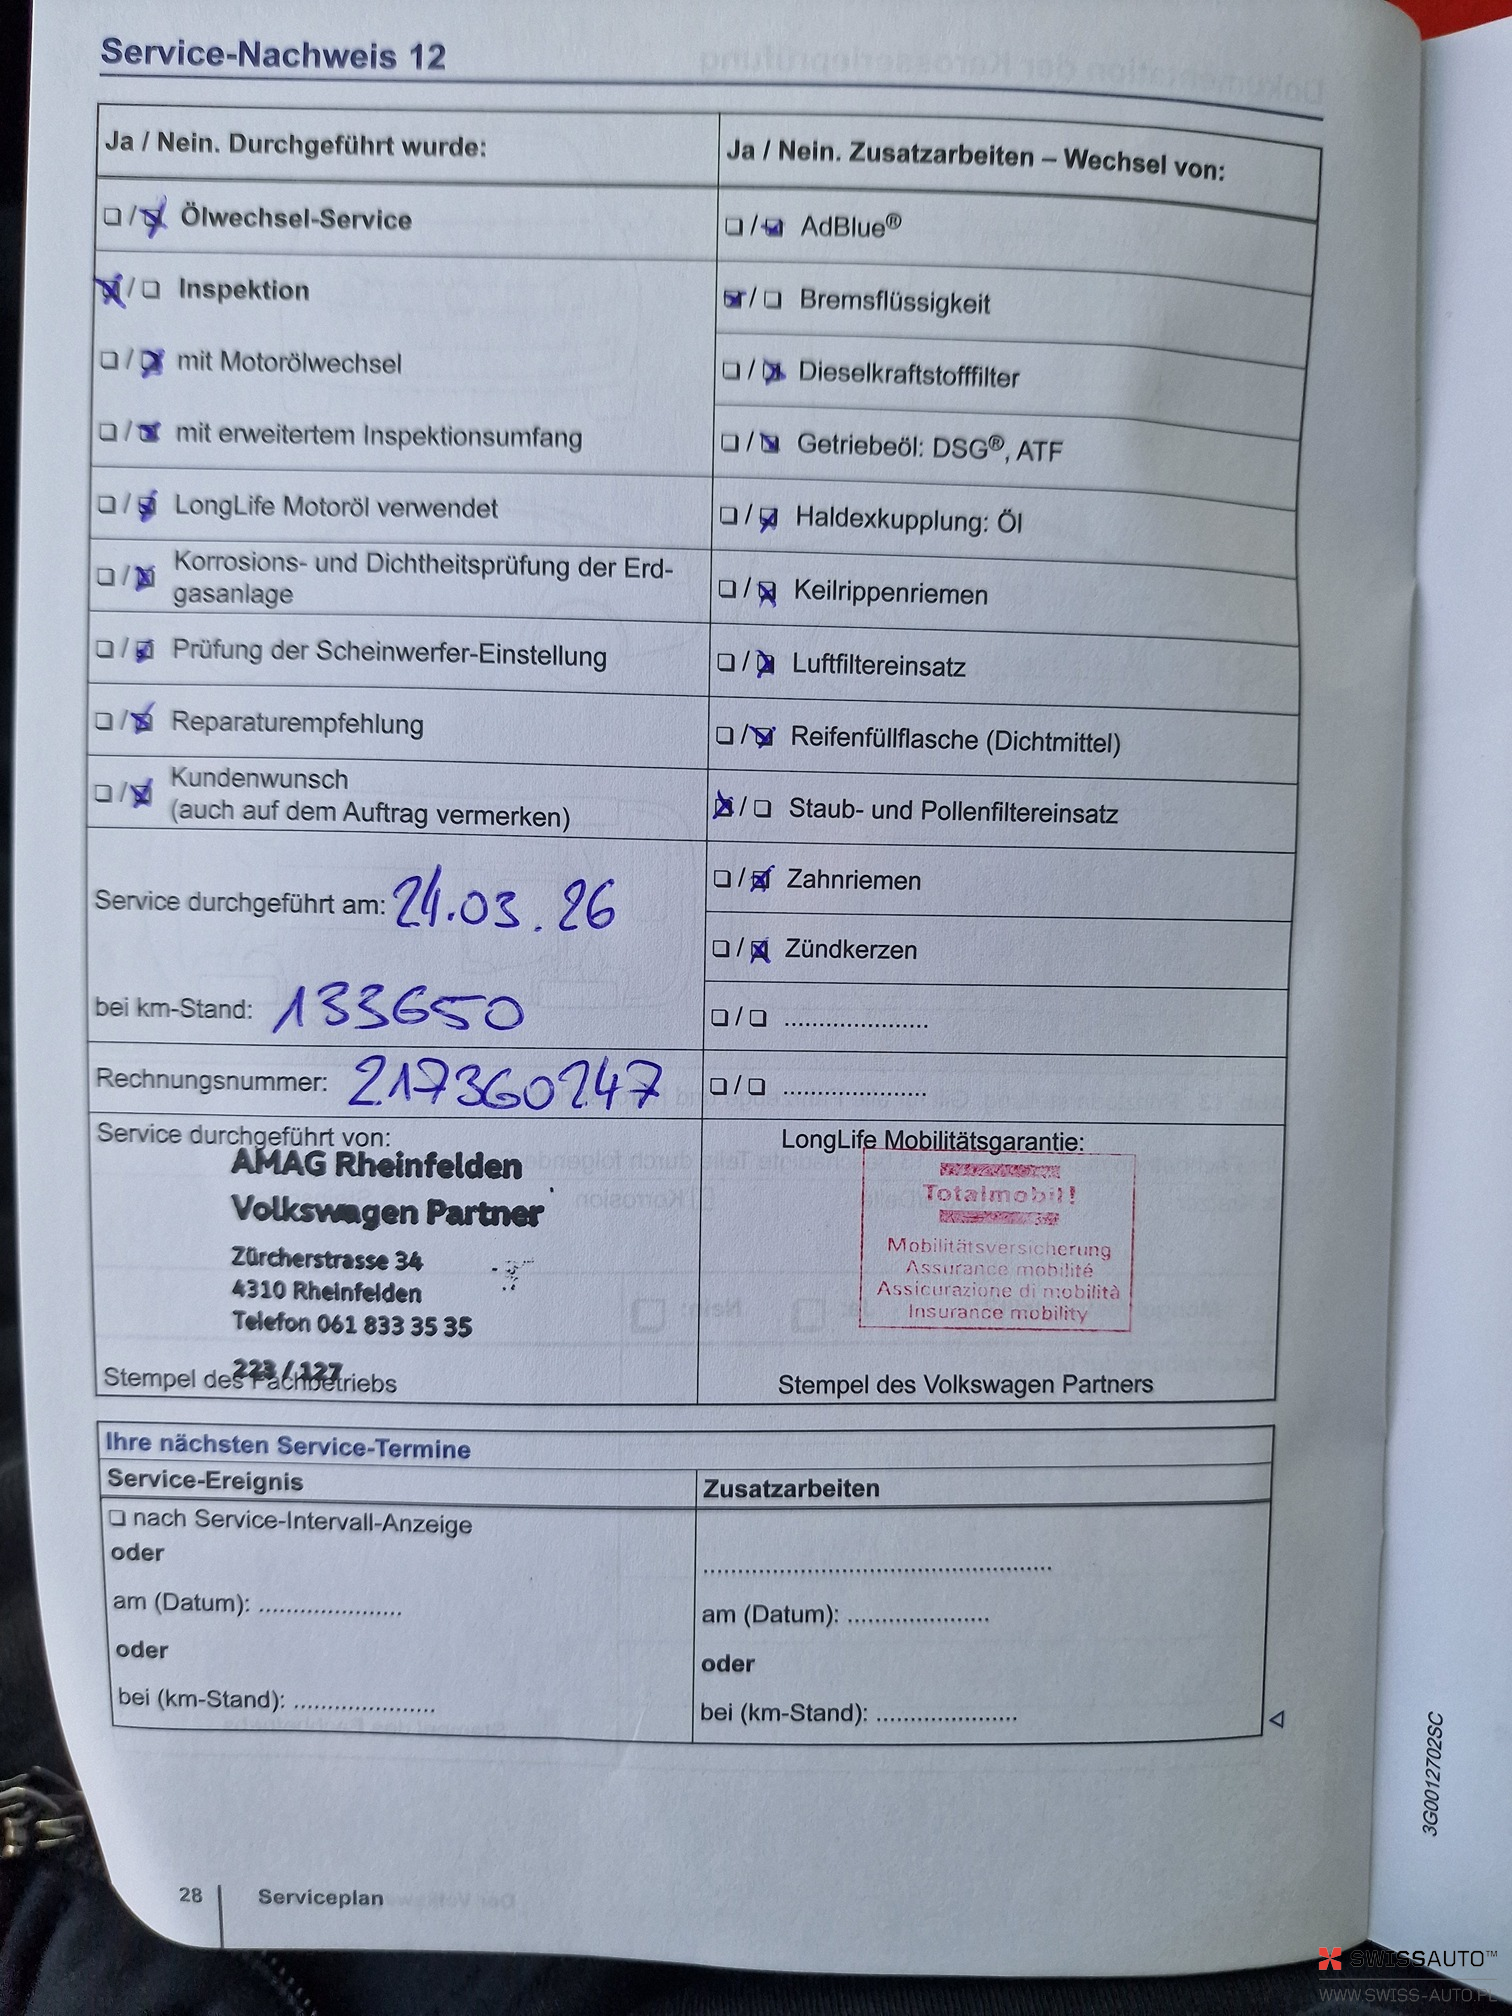 Service-Nachweis 12
Ja / Nein. Durchgeführt wurde:
❏ / ☒ Ölwechsel-Service
☒ / ❏ Inspektion
❏ / ☒ mit Motorölwechsel
❏ / ☒ mit erweitertem Inspektionsumfang
❏ / ☒ LongLife Motoröl verwendet
❏ / ☒ Korrosions- und Dichtheitsprüfung der Erd-
gasanlage
❏ / ☒ Prüfung der Scheinwerfer-Einstellung
❏ / ☒ Reparaturempfehlung
❏ / ☒ Kundenwunsch
(auch auf dem Auftrag vermerken)
Service durchgeführt am: 24.03.26
bei km-Stand: 133650
Rechnungsnummer: 217360247
Service durchgeführt von:
AMAG Rheinfelden
Volkswagen Partner
Zürcherstrasse 34
4310 Rheinfelden
Telefon 061 833 35 35
223 / 127
Stempel des Fachbetriebs
Ja / Nein. Zusatzarbeiten – Wechsel von:
❏ / ☒ AdBlue®
☒ / ❏ Bremsflüssigkeit
❏ / ☒ Dieselkraftstofffilter
❏ / ☒ Getriebeöl: DSG®, ATF
❏ / ☒ Haldexkupplung: Öl
❏ / ☒ Keilrippenriemen
❏ / ☒ Luftfiltereinsatz
❏ / ☒ Reifenfüllflasche (Dichtmittel)
☒ / ❏ Staub- und Pollenfiltereinsatz
❏ / ☒ Zahnriemen
❏ / ☒ Zündkerzen
❏ / ❏ .....................
❏ / ❏ .....................
LongLife Mobilitätsgarantie:
Totalmobil!
Mobilitätsversicherung
Assurance mobilité
Assicurazione di mobilità
Insurance mobility
Stempel des Volkswagen Partners
Ihre nächsten Service-Termine
Service-Ereignis
❏ nach Service-Intervall-Anzeige
oder
am (Datum): .....................
oder
bei (km-Stand): .....................
Zusatzarbeiten
...................................................
am (Datum): .....................
oder
bei (km-Stand): .....................
28 Serviceplan
3G0012702SC
SWISSAUTO™
WWW.SWISS-AUTO.PL